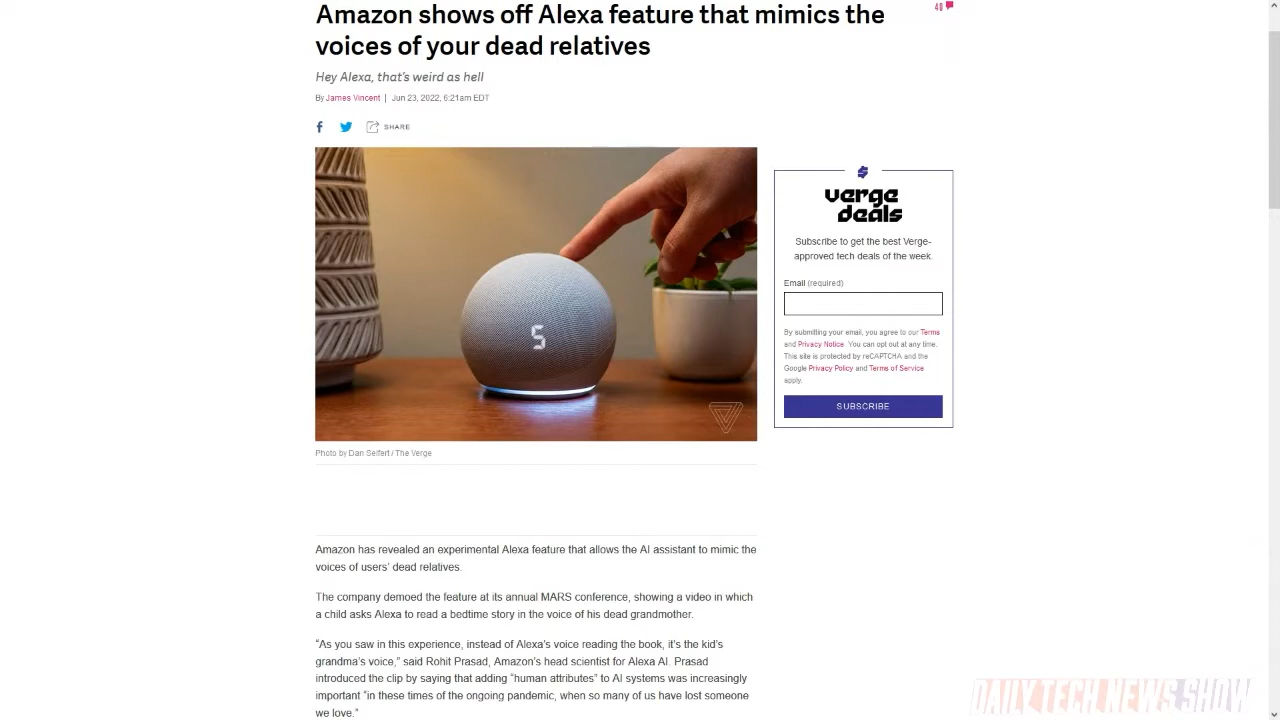 Amazon shows off Alexa feature that mimics the
voices of your dead relatives
40
Hey Alexa, that's weird as hell
By James Vincent | Jun 23, 2022, 6:21am EDT
SHARE
5
Photo by Dan Seifert / The Verge
verge
deals
Subscribe to get the best Verge-
approved tech deals of the week.
Email (required)
By submitting your email, you agree to our Terms
and Privacy Notice. You can opt out at any time.
This site is protected by reCAPTCHA and the
Google Privacy Policy and Terms of Service
apply.
SUBSCRIBE
Amazon has revealed an experimental Alexa feature that allows the AI assistant to mimic the
voices of users' dead relatives.
The company demoed the feature at its annual MARS conference, showing a video in which
a child asks Alexa to read a bedtime story in the voice of his dead grandmother.
“As you saw in this experience, instead of Alexa's voice reading the book, it's the kid's
grandma's voice,” said Rohit Prasad, Amazon's head scientist for Alexa AI. Prasad
introduced the clip by saying that adding “human attributes” to AI systems was increasingly
important “in these times of the ongoing pandemic, when so many of us have lost someone
we love.”
DAILY TECH NEWS SHOW